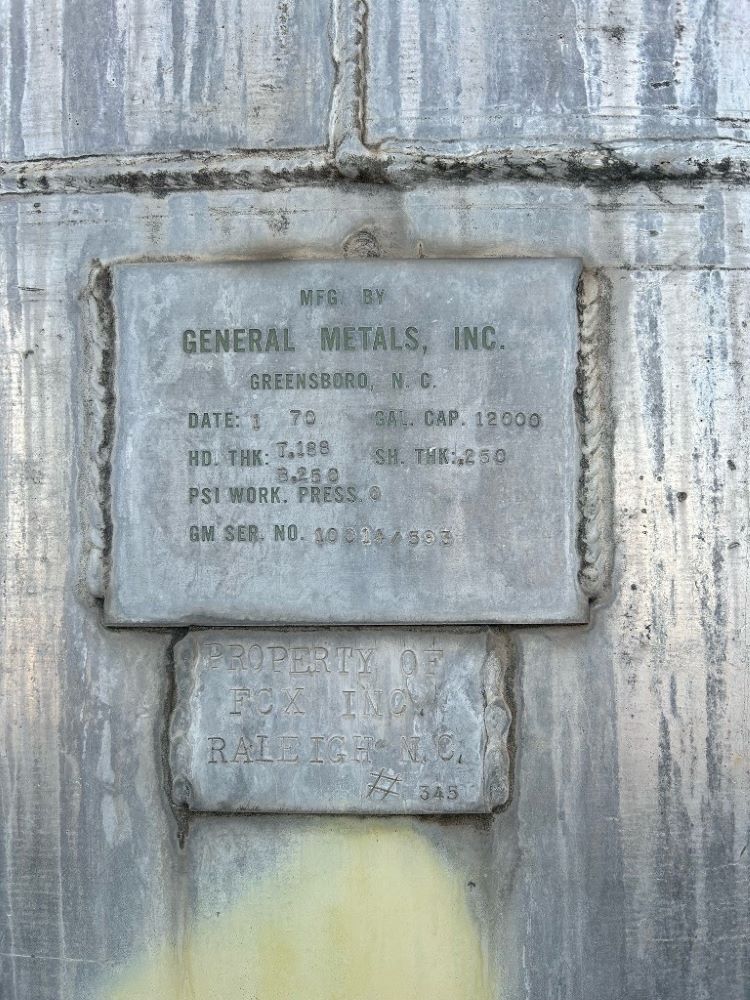 MFG. BY
GENERAL METALS, INC.
GREENSBORO, N. C.
DATE: 1 70 GAL. CAP. 12000
HD. THK: T.188 SH. THK: .250
B.250
PSI WORK. PRESS. 0
GM SER. NO. 10014/593
PROPERTY OF
FCX INC.
RALEIGH N.C.
# 345